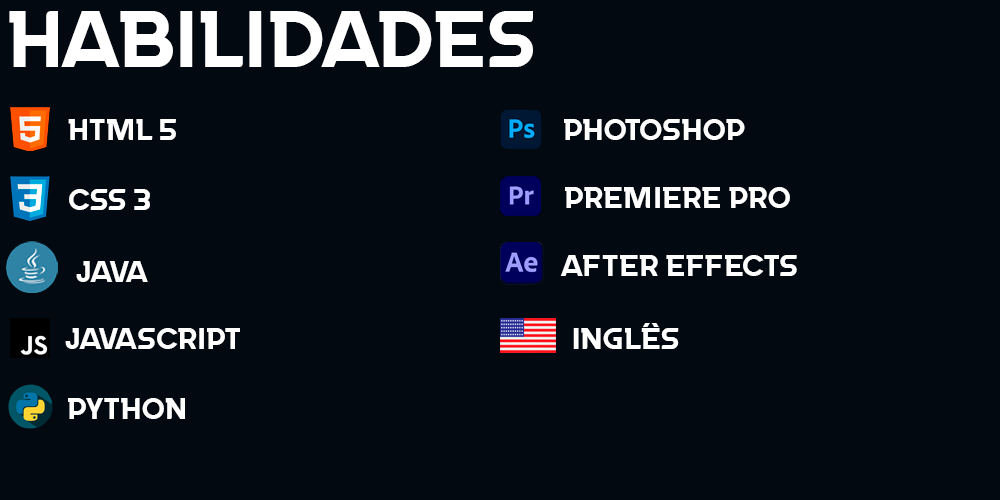 HABILIDADES
5 HTML 5
3 CSS 3
JAVA
JS JAVASCRIPT
PYTHON
Ps PHOTOSHOP
Pr PREMIERE PRO
Ae AFTER EFFECTS
INGLÊS